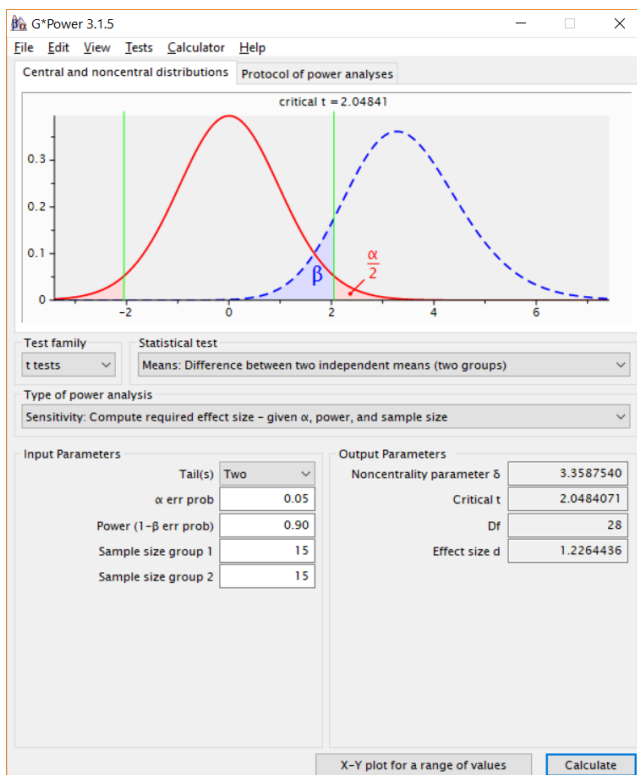 G*Power 3.1.5
File Edit View Tests Calculator Help
Central and noncentral distributions Protocol of power analyses
critical t = 2.04841
0.3
0.2
0.1
0
β
α
2
-2 0 2 4 6
Test family Statistical test
t tests Means: Difference between two independent means (two groups)
Type of power analysis
Sensitivity: Compute required effect size – given α, power, and sample size
Input Parameters Output Parameters
Tail(s) Two Noncentrality parameter δ 3.3587540
α err prob 0.05 Critical t 2.0484071
Power (1-β err prob) 0.90 Df 28
Sample size group 1 15 Effect size d 1.2264436
Sample size group 2 15
X-Y plot for a range of values Calculate